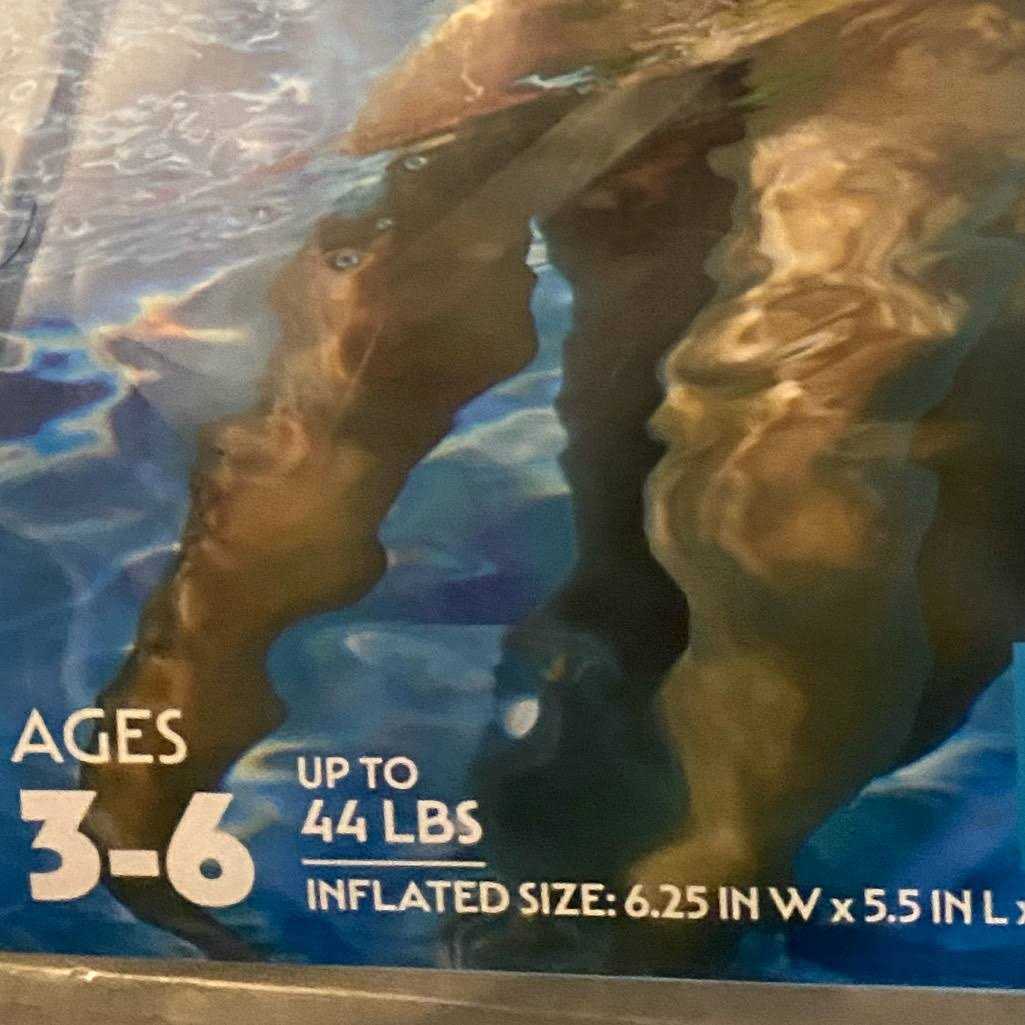 AGES
3-6
UP TO
44 LBS
INFLATED SIZE: 6.25 IN W x 5.5 IN L x